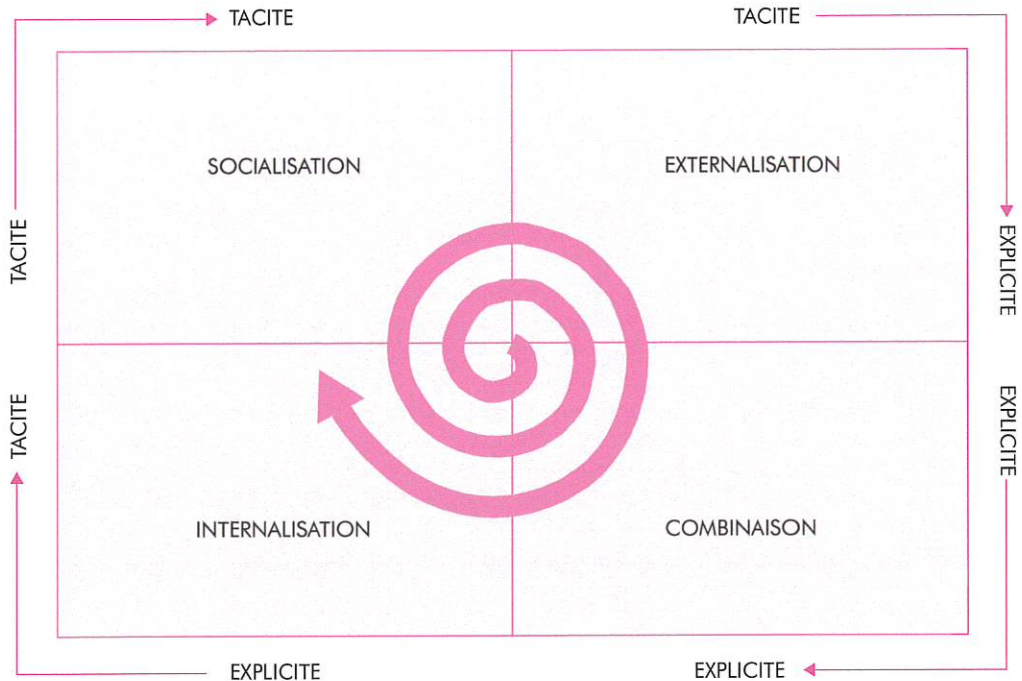 TACITE
TACITE
SOCIALISATION
EXTERNALISATION
TACITE
EXPLICITE
TACITE
EXPLICITE
INTERNALISATION
COMBINAISON
EXPLICITE
EXPLICITE